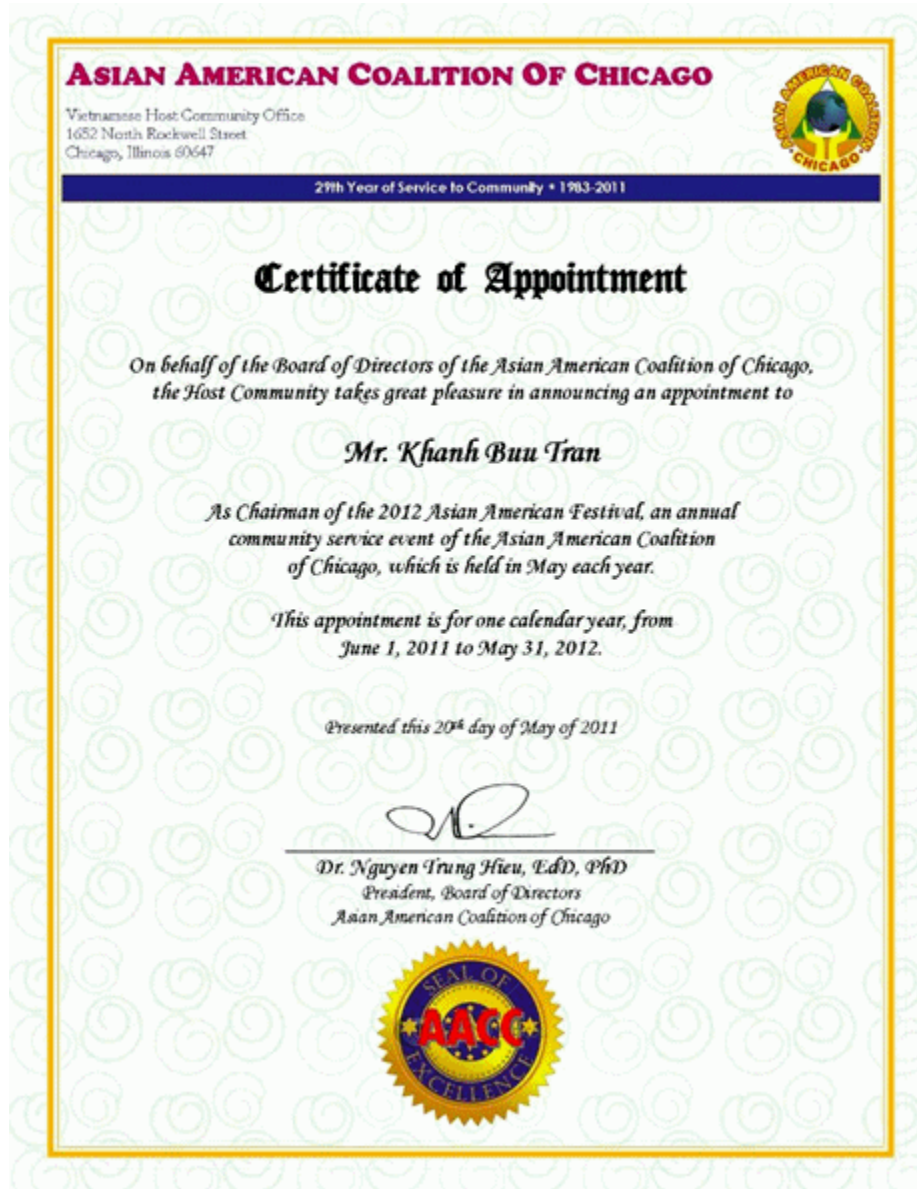 ASIAN AMERICAN COALITION OF CHICAGO
Vietnamese Host Community Office
1652 North Rockwell Street
Chicago, Illinois 60647
ASIAN AMERICAN COALITION
• CHICAGO •
29th Year of Service to Community • 1983-2011
Certificate of Appointment
On behalf of the Board of Directors of the Asian American Coalition of Chicago,
the Host Community takes great pleasure in announcing an appointment to
Mr. Khanh Buu Tran
As Chairman of the 2012 Asian American Festival, an annual
community service event of the Asian American Coalition
of Chicago, which is held in May each year.
This appointment is for one calendar year, from
June 1, 2011 to May 31, 2012.
Presented this 20th day of May of 2011
Dr. Nguyen Trung Hieu, EdD, PhD
President, Board of Directors
Asian American Coalition of Chicago
SEAL OF
AACC
EXCELLENCE